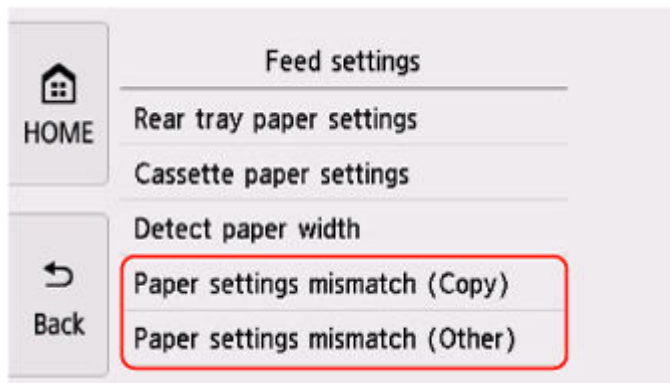 Feed settings
HOME
Rear tray paper settings
Cassette paper settings
Detect paper width
Back
Paper settings mismatch (Copy)
Paper settings mismatch (Other)